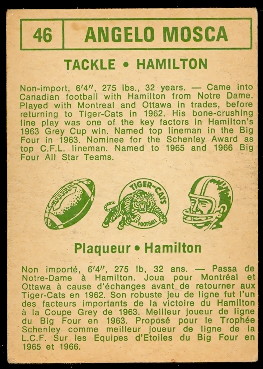 46 ANGELO MOSCA
TACKLE • HAMILTON
Non-import, 6'4", 275 lbs., 32 years. — Came
into Canadian football with Hamilton from Notre Dame.
Played with Montreal and Ottawa in trades, before
returning to Tiger-Cats in 1962. His bone-crushing
line play was one of the key factors in Hamilton's
1963 Grey Cup win. Named top lineman in the Big
Four in 1963. Nominee for the Schenley Award as
top C.F.L. lineman. Named to 1965 and 1966 Big
Four All Star Teams.
TIGER-CATS
Plaqueur • Hamilton
Non importé, 6'4", 275 lb, 32 ans. — Passa de
Notre-Dame à Hamilton. Joua pour Montréal et
Ottawa à cause d'échanges avant de retourner aux
Tiger-Cats en 1962. Son robuste jeu de ligne fut l'un
des facteurs importants de la victoire du Hamilton
à la Coupe Grey de 1963. Meilleur joueur de ligne
du Big Four en 1963. Proposé pour le Trophée
Schenley comme meilleur joueur de ligne de la
L.C.F. Sur les Equipes d'Etoiles du Big Four en
1965 et 1966.